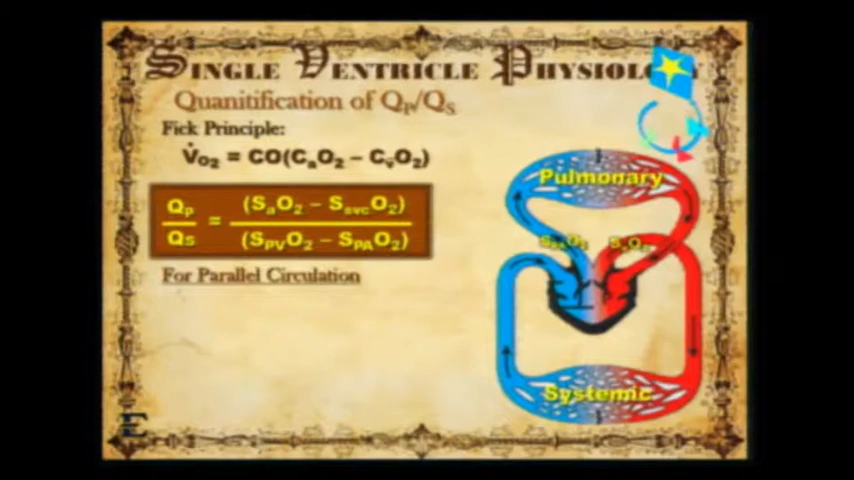 Single Ventricle Physiology
Quanitification of QP/QS
Fick Principle:
V̇O2 = CO(CaO2 – CvO2)
Qp/Qs = (SaO2 – SsvcO2)/(SPVO2 – SPAO2)
For Parallel Circulation
Pulmonary
Systemic